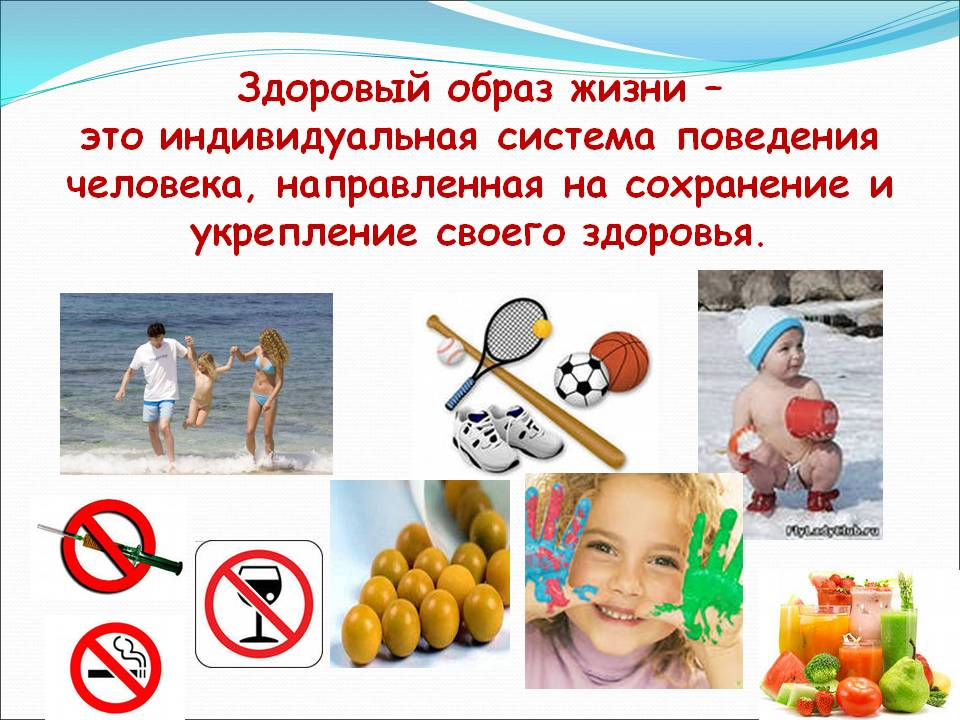 Здоровый образ жизни –
это индивидуальная система поведения
человека, направленная на сохранение и
укрепление своего здоровья.
FlyLadyClub.ru